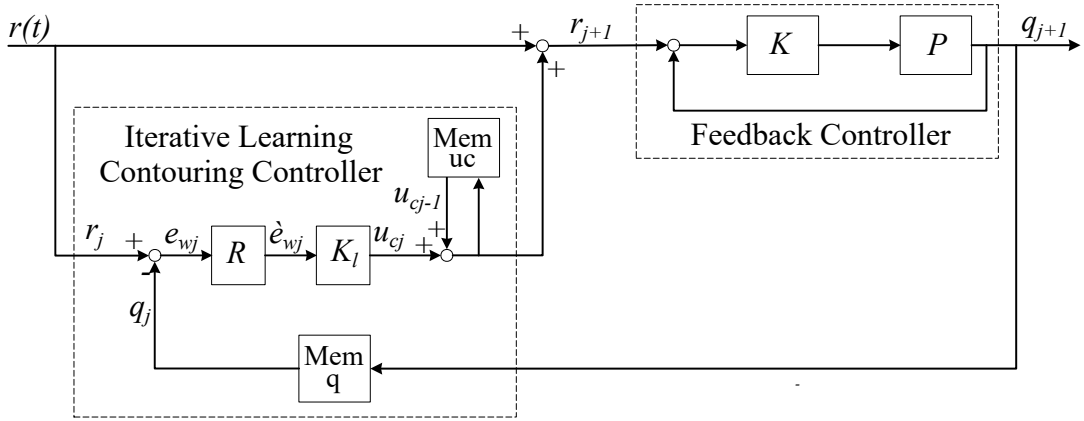 r(t)
+
+
r_{j+1}
K
P
q_{j+1}
Feedback Controller
Iterative Learning
Contouring Controller
Mem
uc
u_{cj-1}
r_j
+
-
e_{wj}
R
è_{wj}
K_l
u_{cj}
+
+
q_j
Mem
q